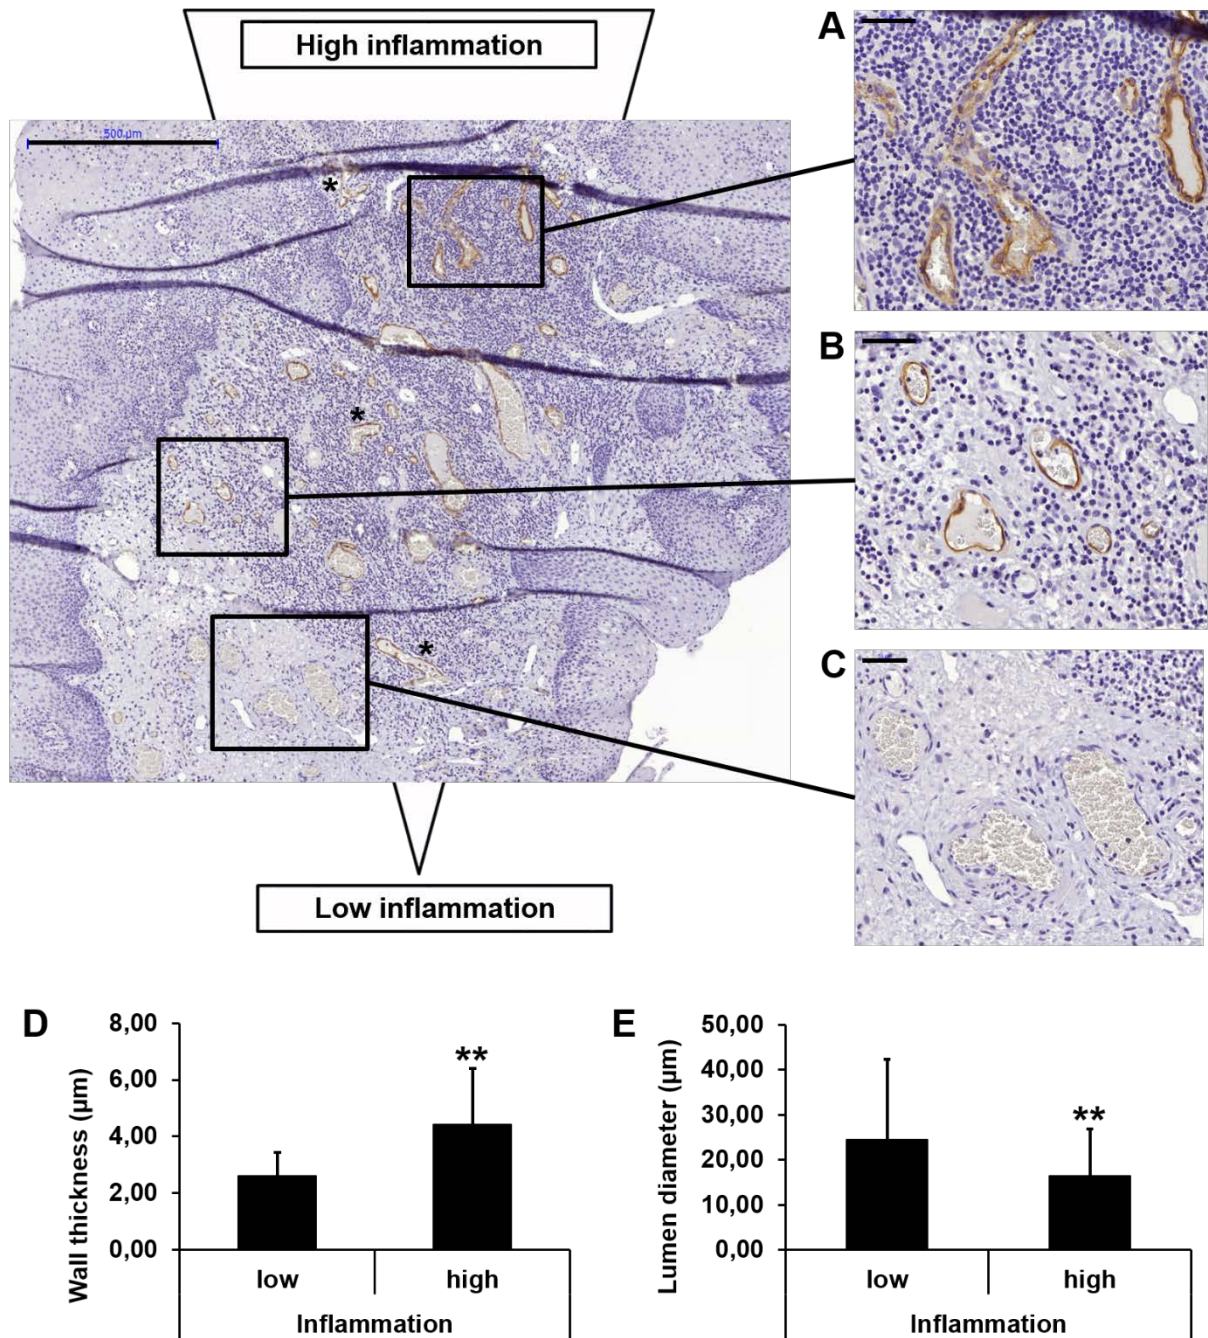 High inflammation
A
500 µm
*
*
*
B
C
Low inflammation
D
Wall thickness (µm)
8,00
6,00
4,00
2,00
0,00
**
low
high
Inflammation
E
Lumen diameter (µm)
50,00
40,00
30,00
20,00
10,00
0,00
**
low
high
Inflammation